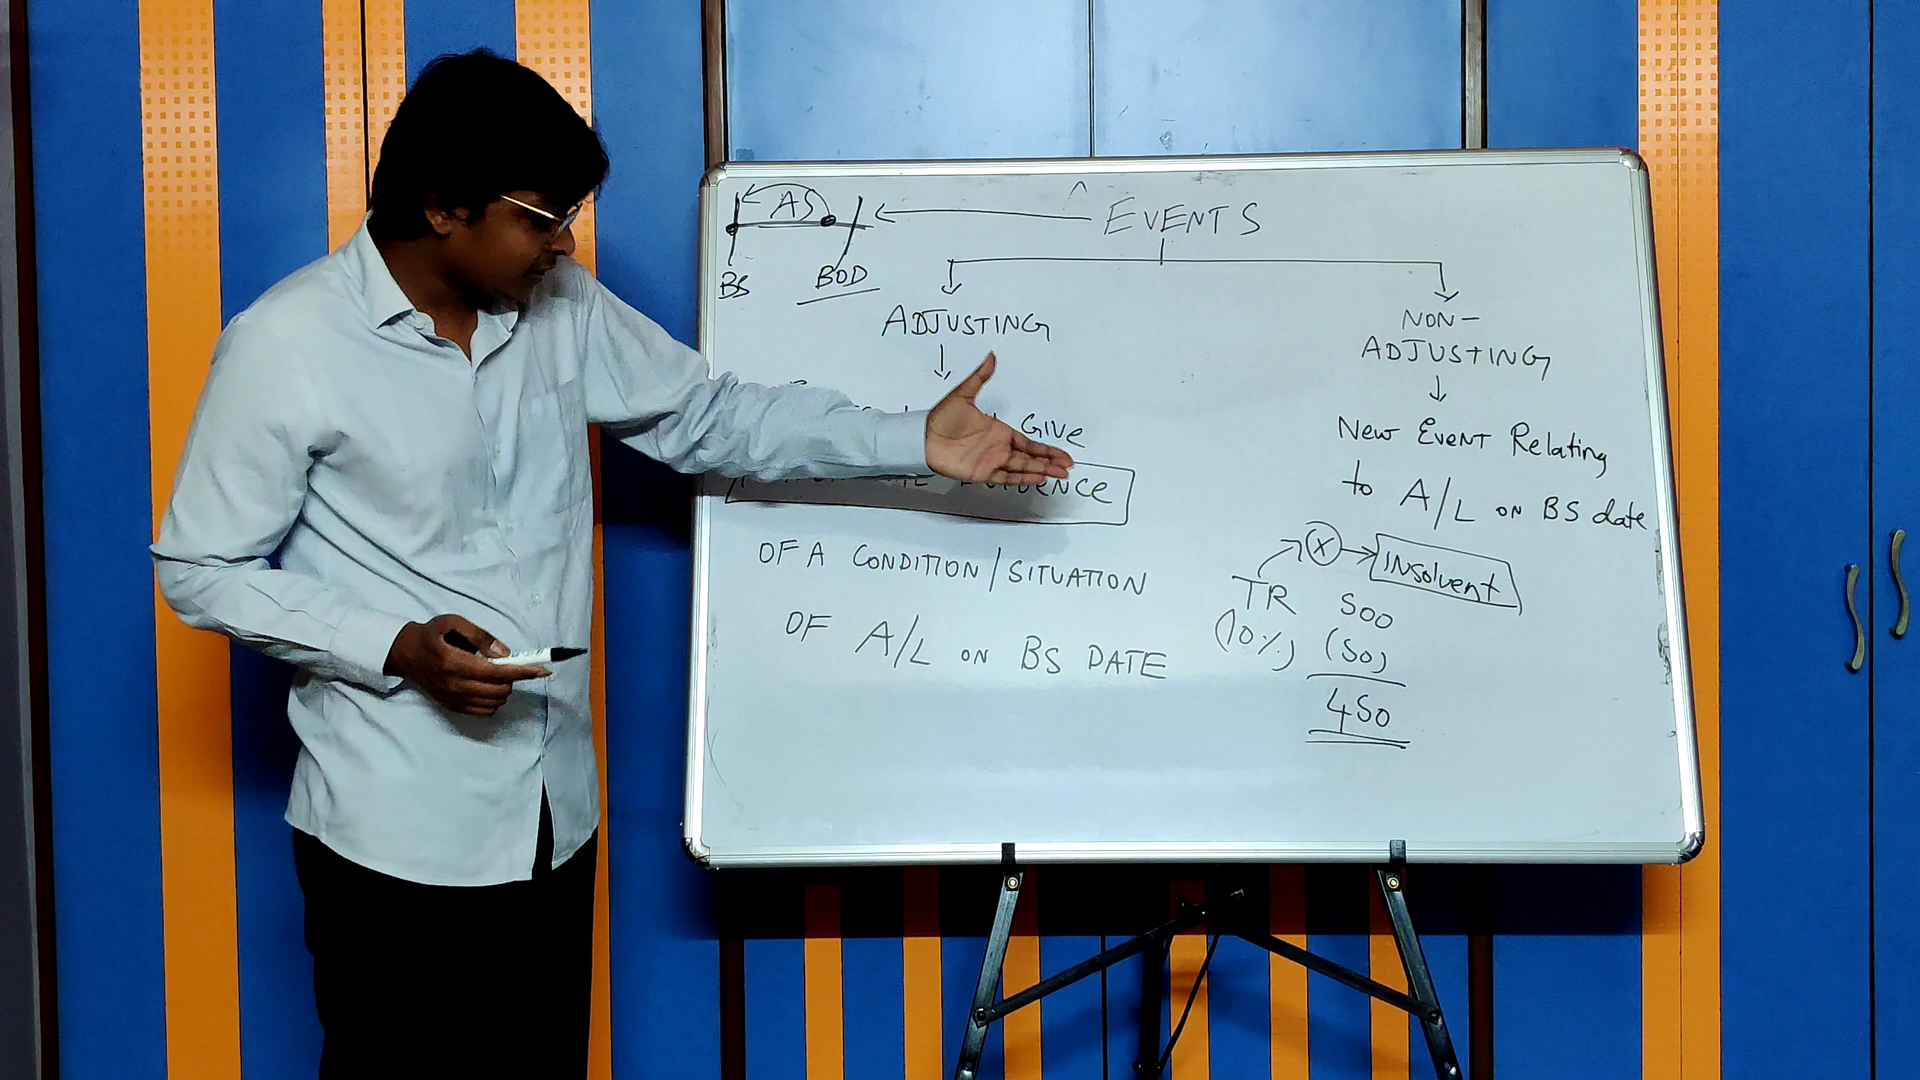 AS
EVENTS
BS
BOD
ADJUSTING
NON-
ADJUSTING
GIVE
EVIDENCE
OF A CONDITION/SITUATION
OF A/L ON BS DATE
New Event Relating
to A/L on BS date
X
INSolvent
TR 500
(10%) (50)
450